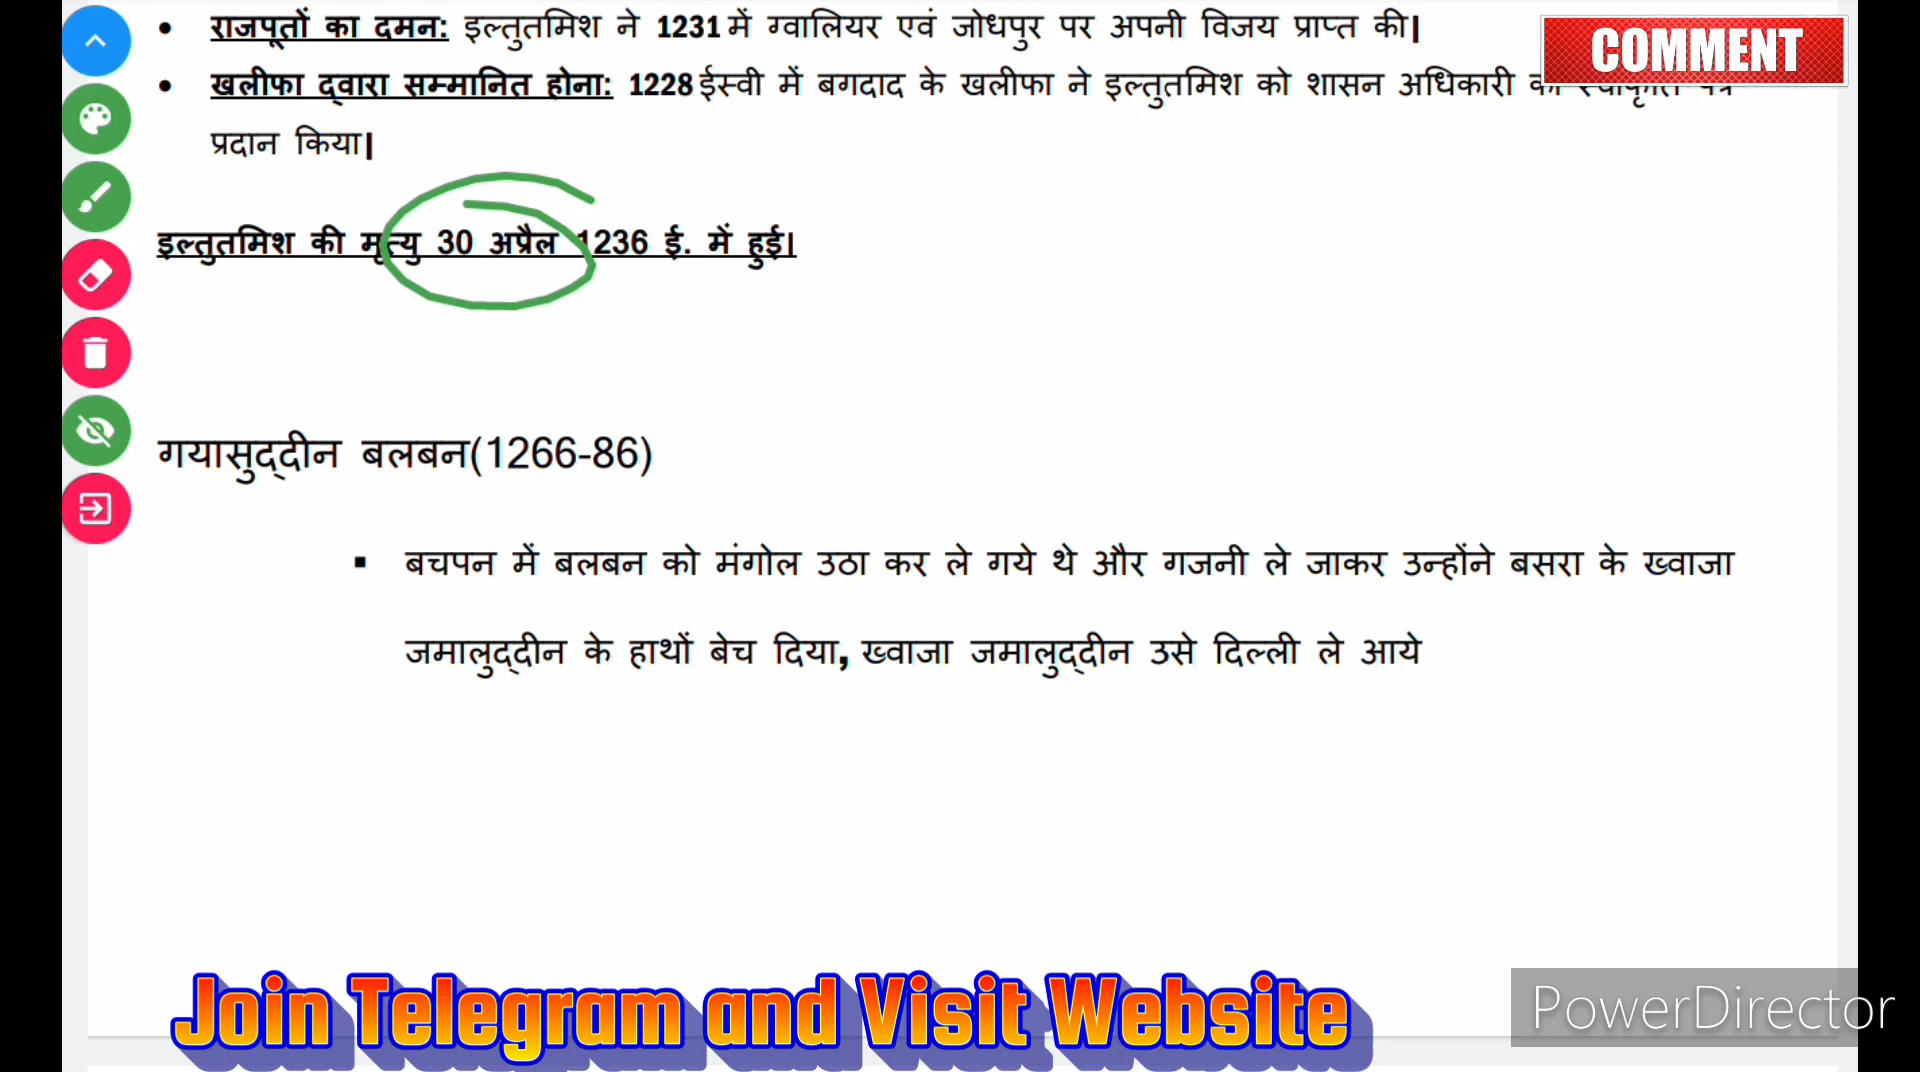 राजपूतों का दमन: इल्तुतमिश ने 1231 में ग्वालियर एवं जोधपुर पर अपनी विजय प्राप्त की|
COMMENT
खलीफा द्वारा सम्मानित होना: 1228 ईस्वी में बगदाद के खलीफा ने इल्तुतमिश को शासन अधिकारी
प्रदान किया|
इल्तुतमिश की मृत्यु 30 अप्रैल 1236 ई. में हुई।
गयासुद्दीन बलबन(1266-86)
▪ बचपन में बलबन को मंगोल उठा कर ले गये थे और गजनी ले जाकर उन्होंने बसरा के ख्वाजा
जमालुद्दीन के हाथों बेच दिया, ख्वाजा जमालुद्दीन उसे दिल्ली ले आये
Join Telegram and Visit Website
PowerDirector